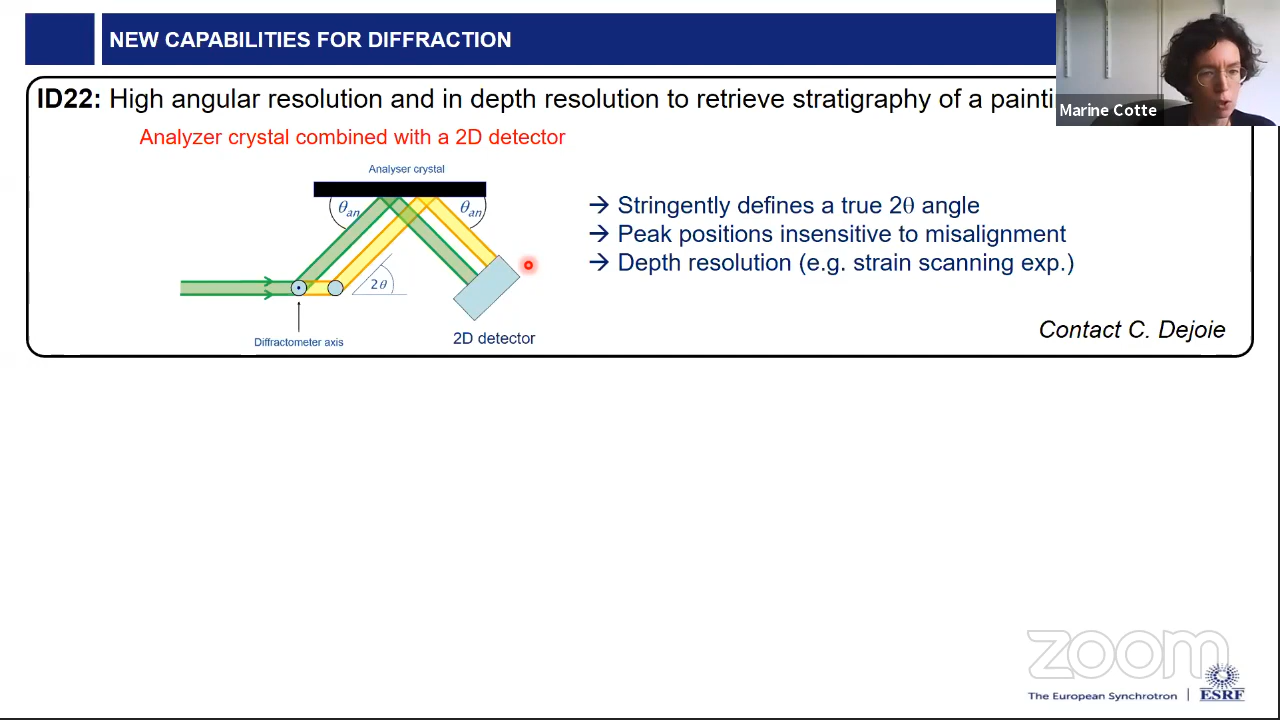 NEW CAPABILITIES FOR DIFFRACTION
ID22: High angular resolution and in depth resolution to retrieve stratigraphy of a
Marine Cotte
Analyzer crystal combined with a 2D detector
Analyser crystal
θan
θan
2θ
Diffractometer axis
2D detector
→ Stringently defines a true 2θ angle
→ Peak positions insensitive to misalignment
→ Depth resolution (e.g. strain scanning exp.)
Contact C. Dejoie
zoom
The European Synchrotron | ESRF